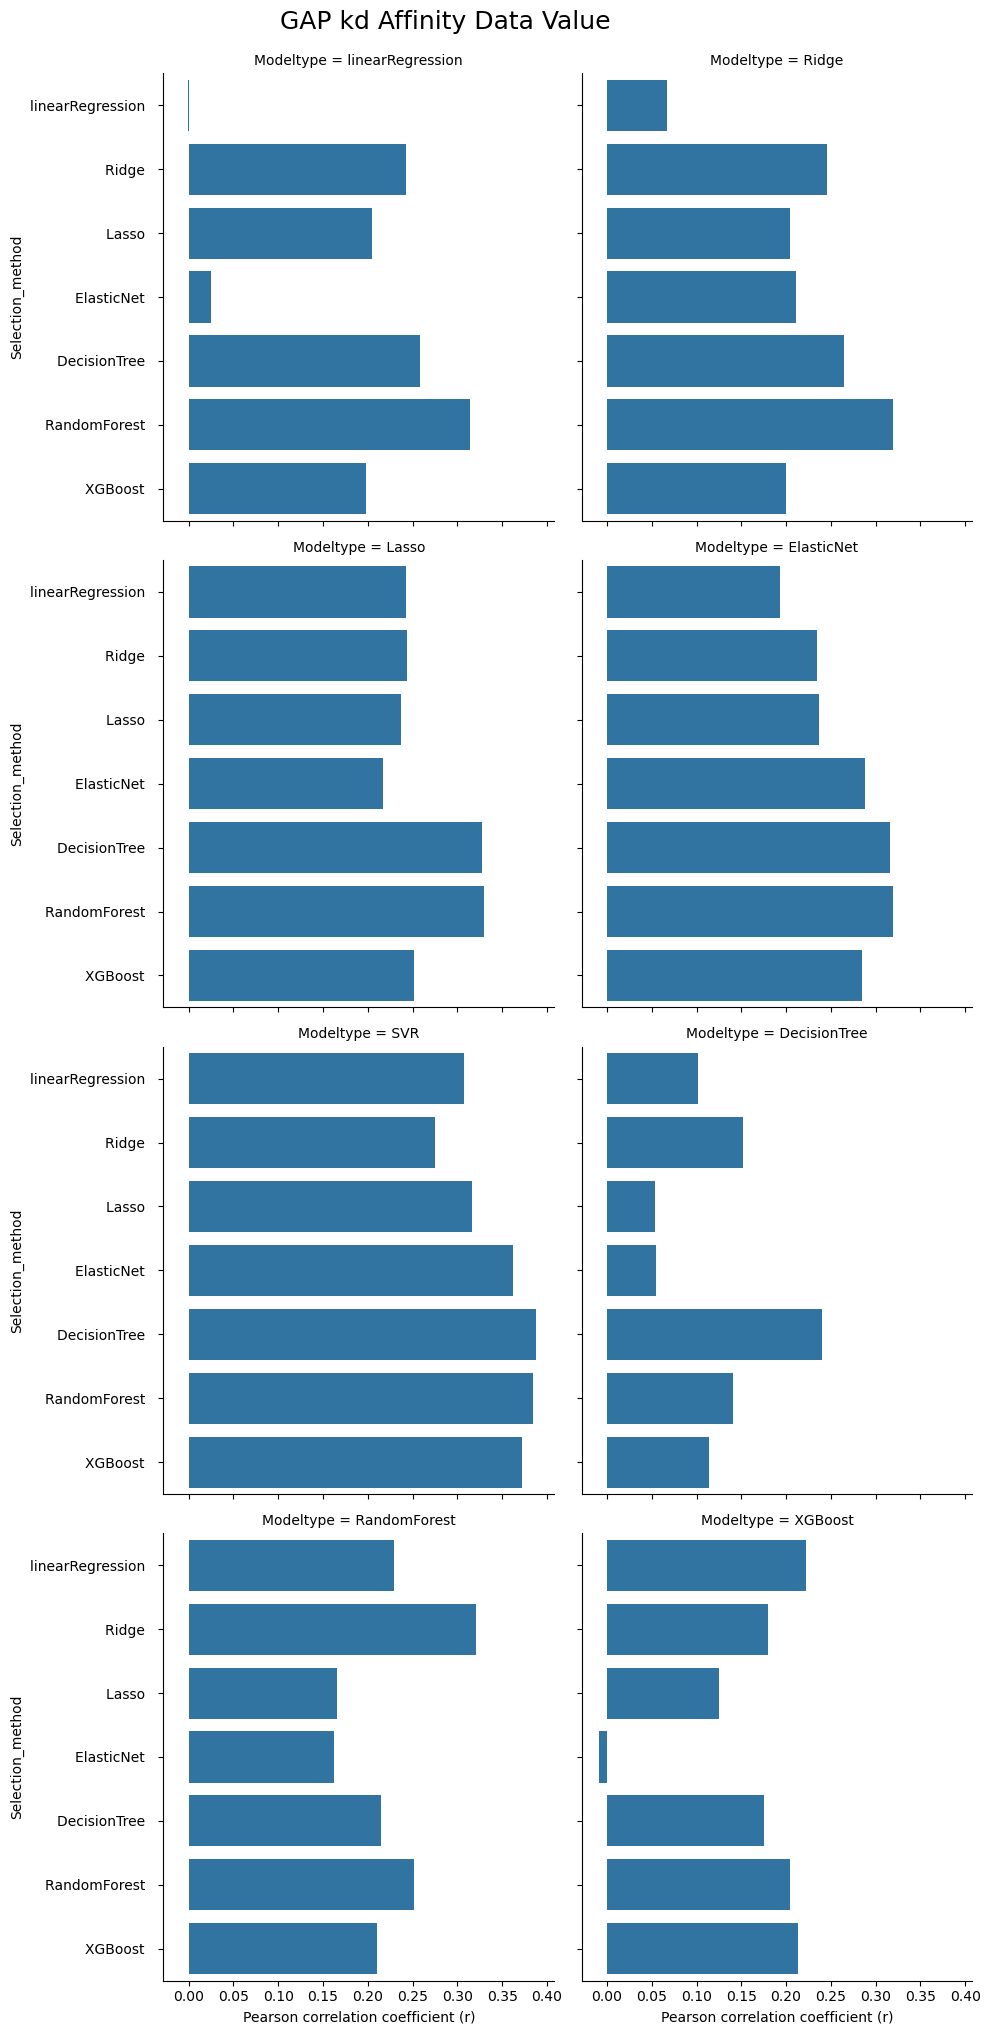 GAP kd Affinity Data Value
Modeltype = linearRegression
Modeltype = Ridge
Selection_method
linearRegression
Ridge
Lasso
ElasticNet
DecisionTree
RandomForest
XGBoost
Modeltype = Lasso
Modeltype = ElasticNet
Selection_method
linearRegression
Ridge
Lasso
ElasticNet
DecisionTree
RandomForest
XGBoost
Modeltype = SVR
Modeltype = DecisionTree
Selection_method
linearRegression
Ridge
Lasso
ElasticNet
DecisionTree
RandomForest
XGBoost
Modeltype = RandomForest
Modeltype = XGBoost
Selection_method
linearRegression
Ridge
Lasso
ElasticNet
DecisionTree
RandomForest
XGBoost
0.00 0.05 0.10 0.15 0.20 0.25 0.30 0.35 0.40
0.00 0.05 0.10 0.15 0.20 0.25 0.30 0.35 0.40
Pearson correlation coefficient (r)
Pearson correlation coefficient (r)